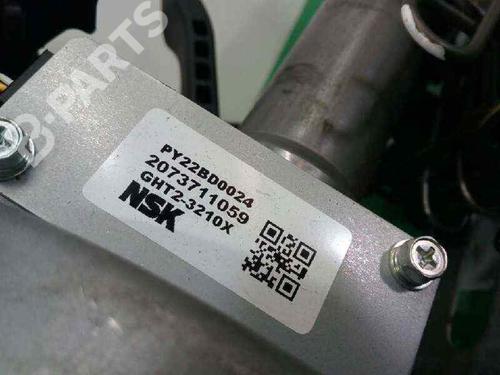 B-PARTS
PY22BD0024
2073711059
GHT2-3210X
NSK